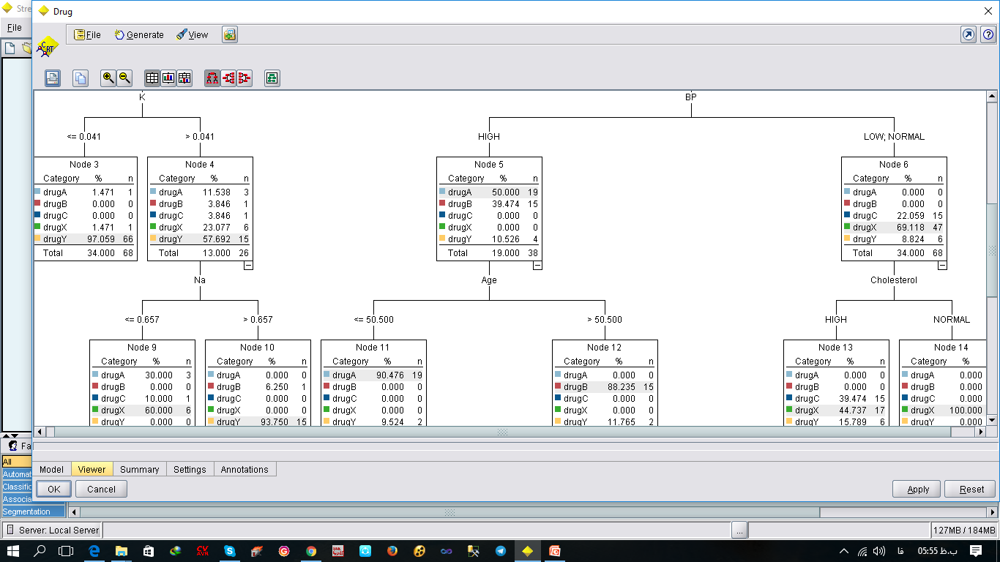 Stre
Drug
File
File Generate View
K
BP
<= 0.041
> 0.041
HIGH
LOW; NORMAL
Node 3
Category % n
drugA 1.471 1
drugB 0.000 0
drugC 0.000 0
drugX 1.471 1
drugY 97.059 66
Total 34.000 68
Node 4
Category % n
drugA 11.538 3
drugB 3.846 1
drugC 3.846 1
drugX 23.077 6
drugY 57.692 15
Total 13.000 26
Node 5
Category % n
drugA 50.000 19
drugB 39.474 15
drugC 0.000 0
drugX 0.000 0
drugY 10.526 4
Total 19.000 38
Node 6
Category % n
drugA 0.000 0
drugB 0.000 0
drugC 22.059 15
drugX 69.118 47
drugY 8.824 6
Total 34.000 68
Na
Age
Cholesterol
<= 0.657
> 0.657
<= 50.500
> 50.500
HIGH
NORMAL
Node 9
Category % n
drugA 30.000 3
drugB 0.000 0
drugC 10.000 1
drugX 60.000 6
drugY 0.000 0
Node 10
Category % n
drugA 0.000 0
drugB 6.250 1
drugC 0.000 0
drugX 0.000 0
drugY 93.750 15
Node 11
Category % n
drugA 90.476 19
drugB 0.000 0
drugC 0.000 0
drugX 0.000 0
drugY 9.524 2
Node 12
Category % n
drugA 0.000 0
drugB 88.235 15
drugC 0.000 0
drugX 0.000 0
drugY 11.765 2
Node 13
Category % n
drugA 0.000 0
drugB 0.000 0
drugC 39.474 15
drugX 44.737 17
drugY 15.789 6
Node 14
Category %
drugA 0.000
drugB 0.000
drugC 0.000
drugX 100.000
drugY 0.000
Fa
All
Automat
Classific
Associa
Segmentation
Model Viewer Summary Settings Annotations
OK Cancel Apply Reset
Server: Local Server ... 127MB / 184MB
فا 05:55 ب.ظ